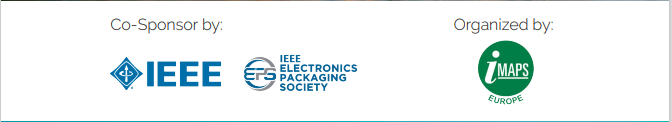 Co-Sponsor by:
Organized by:
IEEE
EPS
IEEE
ELECTRONICS
PACKAGING
SOCIETY
iMAPS
EUROPE